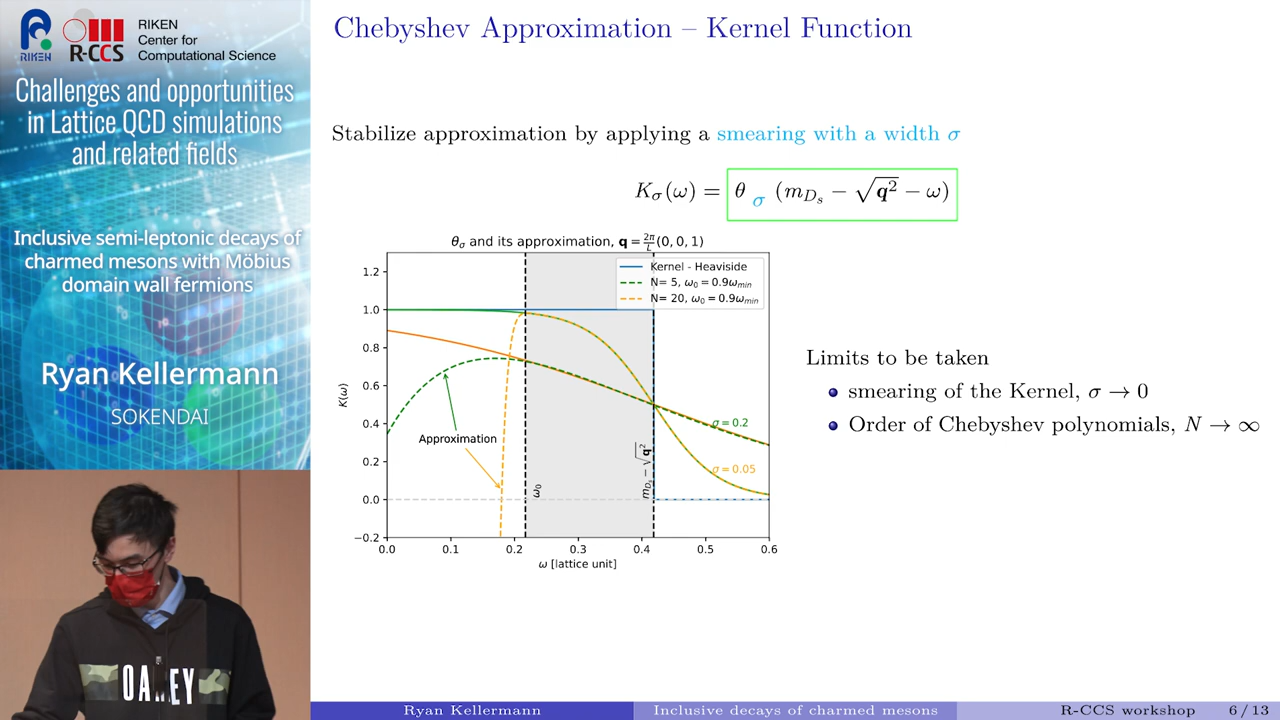 RIKEN
R-CCS
RIKEN
Center for
Computational Science
Challenges and opportunities
in Lattice QCD simulations
and related fields
Inclusive semi-leptonic decays of
charmed mesons with Möbius
domain wall fermions
Ryan Kellermann
SOKENDAI
OAKEY
Chebyshev Approximation – Kernel Function
Stabilize approximation by applying a smearing with a width σ
K_σ(ω) = θ_σ (m_{D_s} − √q² − ω)
θ_σ and its approximation, q = 2π/L (0, 0, 1)
Kernel - Heaviside
N= 5, ω₀ = 0.9ω_min
N= 20, ω₀ = 0.9ω_min
1.2
1.0
0.8
0.6
0.4
0.2
0.0
−0.2
K(ω)
Approximation
ω₀
m_{D_s} − √q²
σ = 0.2
σ = 0.05
0.0 0.1 0.2 0.3 0.4 0.5 0.6
ω [lattice unit]
Limits to be taken
smearing of the Kernel, σ → 0
Order of Chebyshev polynomials, N → ∞
Ryan Kellermann Inclusive decays of charmed mesons R-CCS workshop 6 / 13